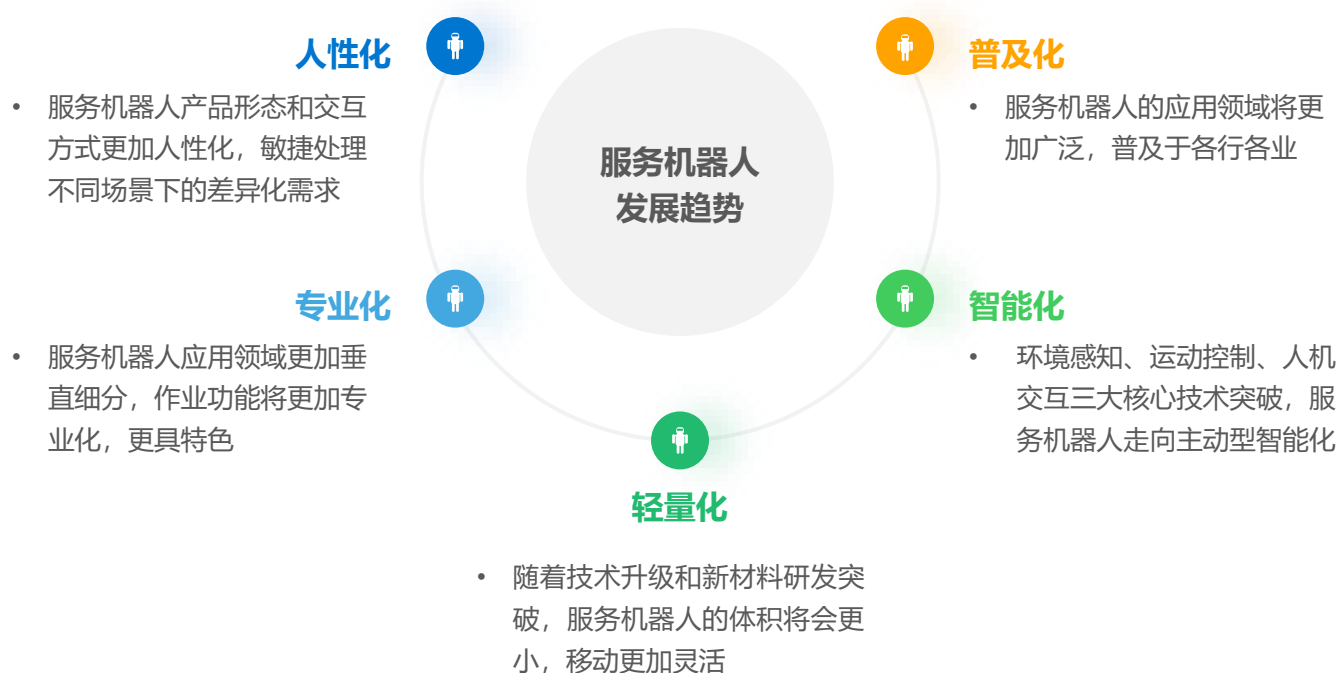 人性化
• 服务机器人产品形态和交互
方式更加人性化，敏捷处理
不同场景下的差异化需求
专业化
• 服务机器人应用领域更加垂
直细分，作业功能将更加专
业化，更具特色
服务机器人
发展趋势
轻量化
• 随着技术升级和新材料研发突
破，服务机器人的体积将会更
小，移动更加灵活
普及化
• 服务机器人的应用领域将更
加广泛，普及于各行各业
智能化
• 环境感知、运动控制、人机
交互三大核心技术突破，服
务机器人走向主动型智能化